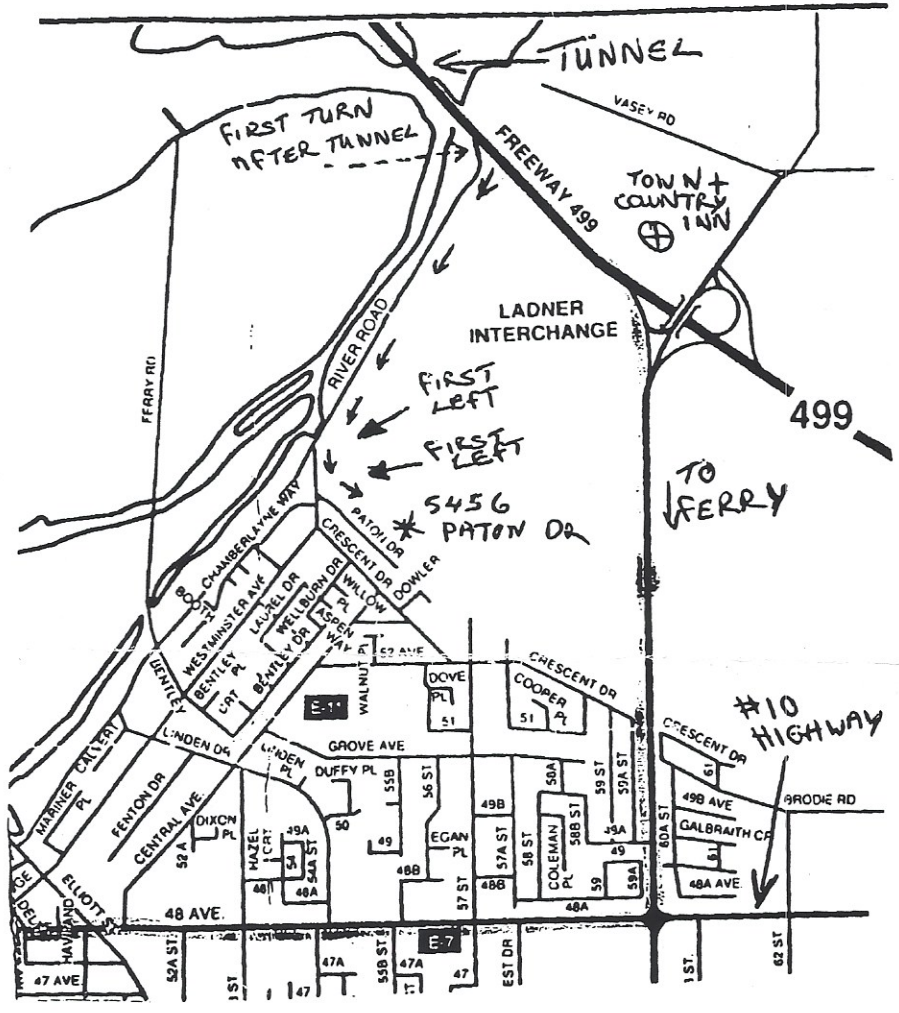 TUNNEL
VASEY RD
FIRST TURN
AFTER TUNNEL
FREEWAY 499
TOWN +
COUNTRY
INN
LADNER
INTERCHANGE
RIVER ROAD
FERRY RD
499
FIRST
LEFT
FIRST
LEFT
TO
FERRY
5456
PATON DR
CHAMBERLAYNE WAY
PATON DR
CRESCENT DR
DOWLER
BOOTH
WESTMINSTER AVE
LAUREL DR
WELLBURN DR
WILLOW
PL
ASPEN
WAY
BENTLEY
PL
CRT
BENTLEY DR
WALNUT PL
52 AVE
BENTLEY
E-11
DOVE
PL
51
COOPER
PL
51
CRESCENT DR
#10
HIGHWAY
CRESCENT DR
61
BRODIE RD
LINDEN DR
LINDEN
PL
GROVE AVE
DUFFY PL
MARINER
PL
CALVERT
FENTON DR
CENTRAL AVE.
55B
56 ST
58A
59 ST
59A ST
49B AVE
GALBRAITH CR
60A ST
61
48A AVE.
DIXON
PL
52 A
HAZEL
CRT
49A
54
54A ST
48A
48
50
49
EGAN
PL
48B
49B
57A ST
48B
57 ST
58 ST
COLEMAN
PL
58B ST
49A
49
59
59A
48A
ELLIOTT ST
48 AVE.
HAVILAND
47 AVE.
52A ST
47A
47
55B ST
47A
E-7
47
62 ST